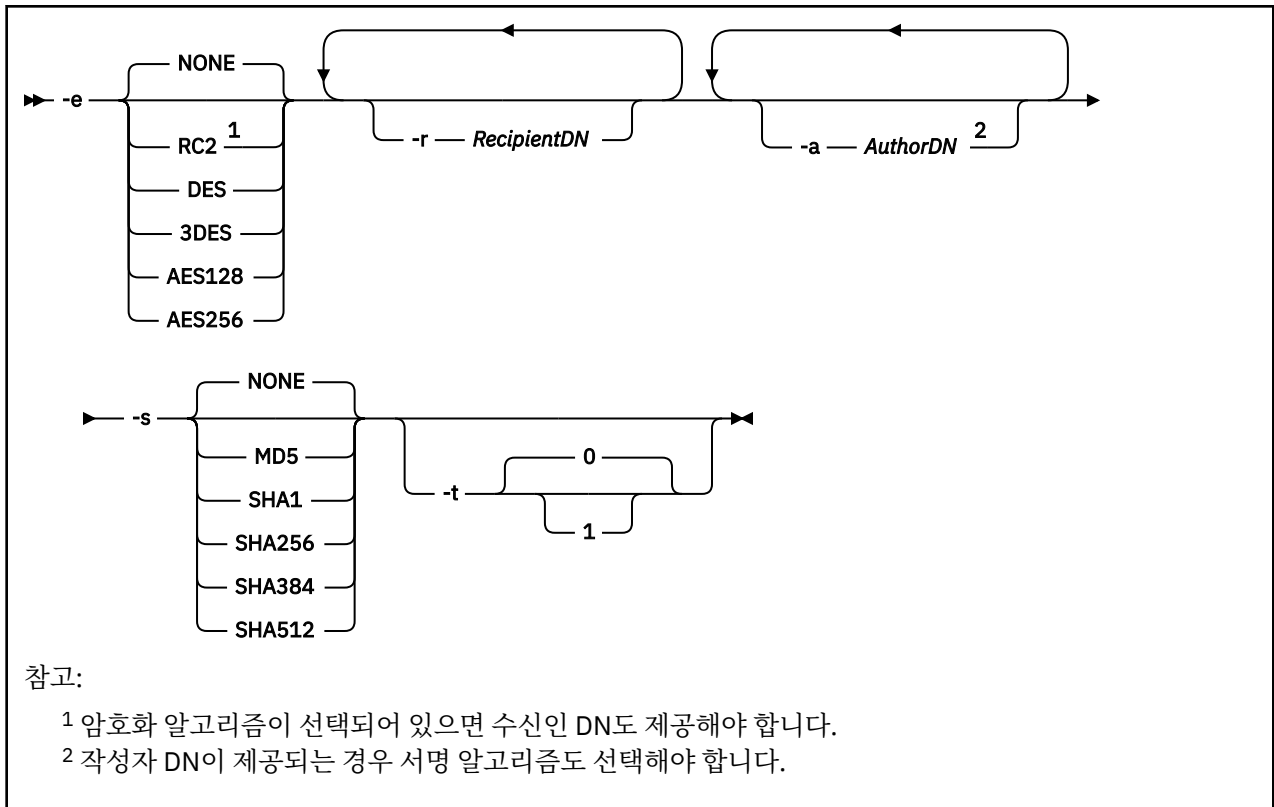 NONE
-e
RC2 1
DES
3DES
AES128
AES256
-r RecipientDN
-a AuthorDN 2
NONE
-s
MD5
SHA1
SHA256
SHA384
SHA512
0
-t
1
참고:
1 암호화 알고리즘이 선택되어 있으면 수신인 DN도 제공해야 합니다.
2 작성자 DN이 제공되는 경우 서명 알고리즘도 선택해야 합니다.